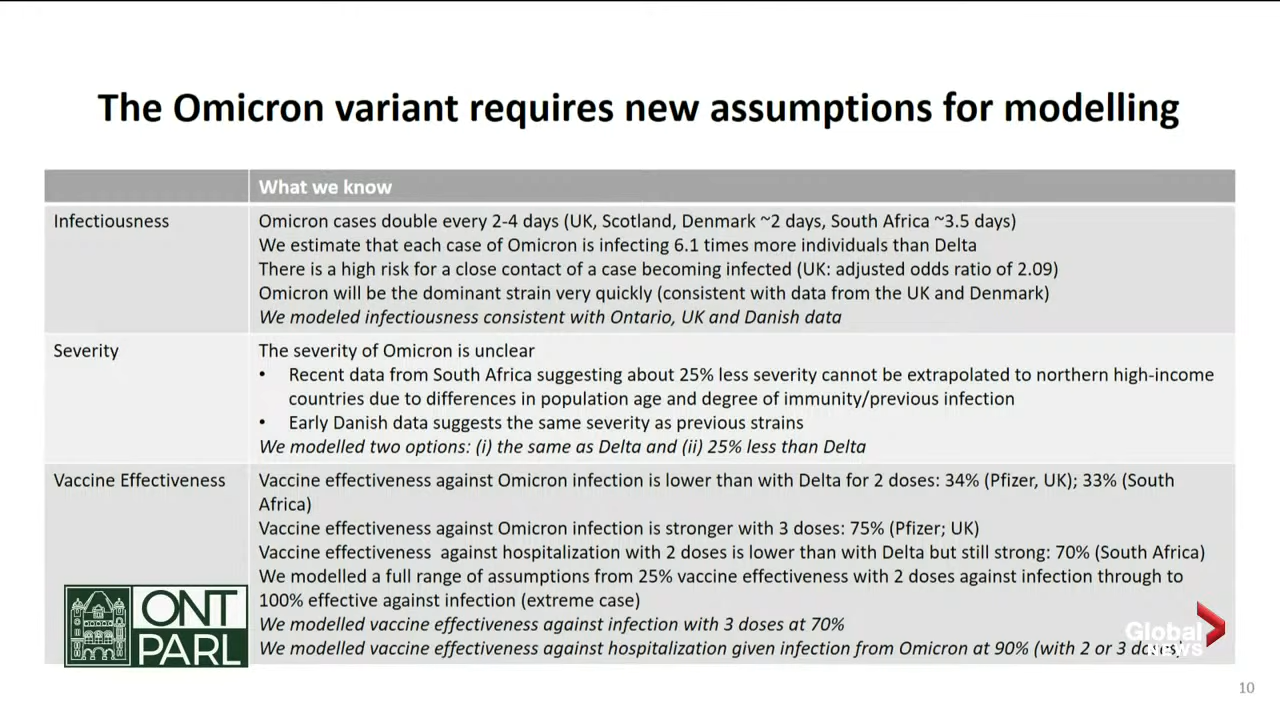 The Omicron variant requires new assumptions for modelling
What we know
Infectiousness
Omicron cases double every 2-4 days (UK, Scotland, Denmark ~2 days, South Africa ~3.5 days)
We estimate that each case of Omicron is infecting 6.1 times more individuals than Delta
There is a high risk for a close contact of a case becoming infected (UK: adjusted odds ratio of 2.09)
Omicron will be the dominant strain very quickly (consistent with data from the UK and Denmark)
We modeled infectiousness consistent with Ontario, UK and Danish data
Severity
The severity of Omicron is unclear
• Recent data from South Africa suggesting about 25% less severity cannot be extrapolated to northern high-income
countries due to differences in population age and degree of immunity/previous infection
• Early Danish data suggests the same severity as previous strains
We modelled two options: (i) the same as Delta and (ii) 25% less than Delta
Vaccine Effectiveness
Vaccine effectiveness against Omicron infection is lower than with Delta for 2 doses: 34% (Pfizer, UK); 33% (South
Africa)
Vaccine effectiveness against Omicron infection is stronger with 3 doses: 75% (Pfizer; UK)
Vaccine effectiveness against hospitalization with 2 doses is lower than with Delta but still strong: 70% (South Africa)
We modelled a full range of assumptions from 25% vaccine effectiveness with 2 doses against infection through to
100% effective against infection (extreme case)
We modelled vaccine effectiveness against infection with 3 doses at 70%
We modelled vaccine effectiveness against hospitalization given infection from Omicron at 90% (with 2 or 3 doses)
ONT
PARL
Global
NEWS
10